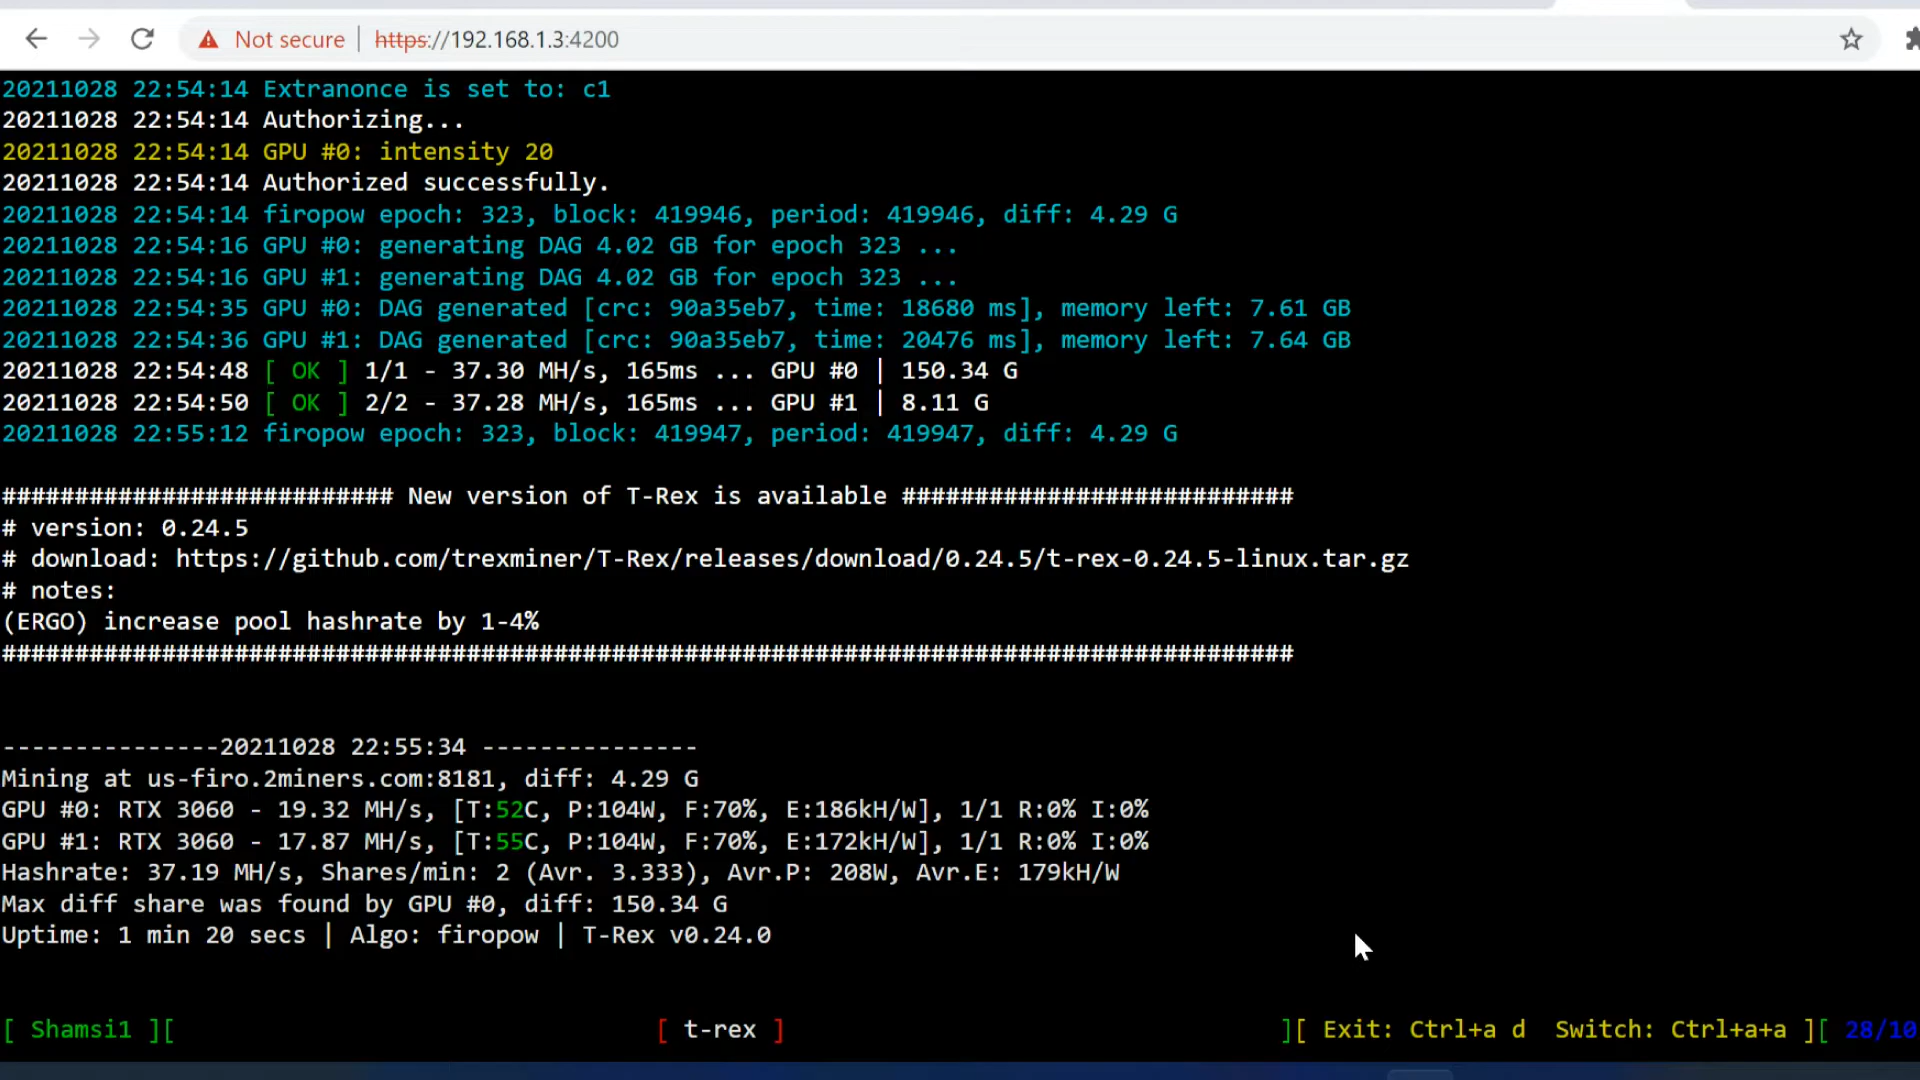 Not secure | https://192.168.1.3:4200
20211028 22:54:14 Extranonce is set to: c1
20211028 22:54:14 Authorizing...
20211028 22:54:14 GPU #0: intensity 20
20211028 22:54:14 Authorized successfully.
20211028 22:54:14 firopow epoch: 323, block: 419946, period: 419946, diff: 4.29 G
20211028 22:54:16 GPU #0: generating DAG 4.02 GB for epoch 323 ...
20211028 22:54:16 GPU #1: generating DAG 4.02 GB for epoch 323 ...
20211028 22:54:35 GPU #0: DAG generated [crc: 90a35eb7, time: 18680 ms], memory left: 7.61 GB
20211028 22:54:36 GPU #1: DAG generated [crc: 90a35eb7, time: 20476 ms], memory left: 7.64 GB
20211028 22:54:48 [ OK ] 1/1 - 37.30 MH/s, 165ms ... GPU #0 | 150.34 G
20211028 22:54:50 [ OK ] 2/2 - 37.28 MH/s, 165ms ... GPU #1 | 8.11 G
20211028 22:55:12 firopow epoch: 323, block: 419947, period: 419947, diff: 4.29 G
########################### New version of T-Rex is available ###########################
# version: 0.24.5
# download: https://github.com/trexminer/T-Rex/releases/download/0.24.5/t-rex-0.24.5-linux.tar.gz
# notes:
(ERGO) increase pool hashrate by 1-4%
#########################################################################################
---------------20211028 22:55:34 ---------------
Mining at us-firo.2miners.com:8181, diff: 4.29 G
GPU #0: RTX 3060 - 19.32 MH/s, [T:52C, P:104W, F:70%, E:186kH/W], 1/1 R:0% I:0%
GPU #1: RTX 3060 - 17.87 MH/s, [T:55C, P:104W, F:70%, E:172kH/W], 1/1 R:0% I:0%
Hashrate: 37.19 MH/s, Shares/min: 2 (Avr. 3.333), Avr.P: 208W, Avr.E: 179kH/W
Max diff share was found by GPU #0, diff: 150.34 G
Uptime: 1 min 20 secs | Algo: firopow | T-Rex v0.24.0
[ Shamsi1 ][ [ t-rex ] ][ Exit: Ctrl+a d Switch: Ctrl+a+a ][ 28/10